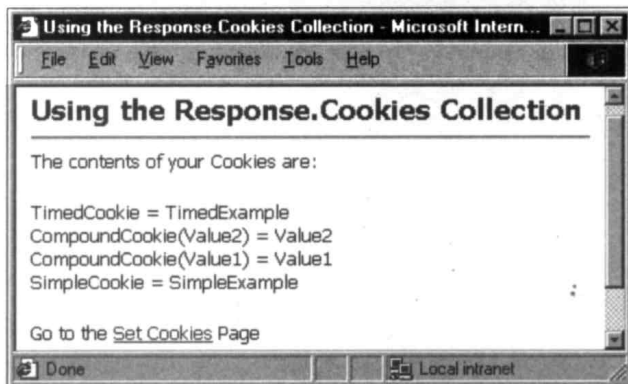 Using the Response.Cookies Collection - Microsoft Intern...
File Edit View Favorites Tools Help
Using the Response.Cookies Collection
The contents of your Cookies are:
TimedCookie = TimedExample
CompoundCookie(Value2) = Value2
CompoundCookie(Value1) = Value1
SimpleCookie = SimpleExample
Go to the Set Cookies Page
Done
Local intranet